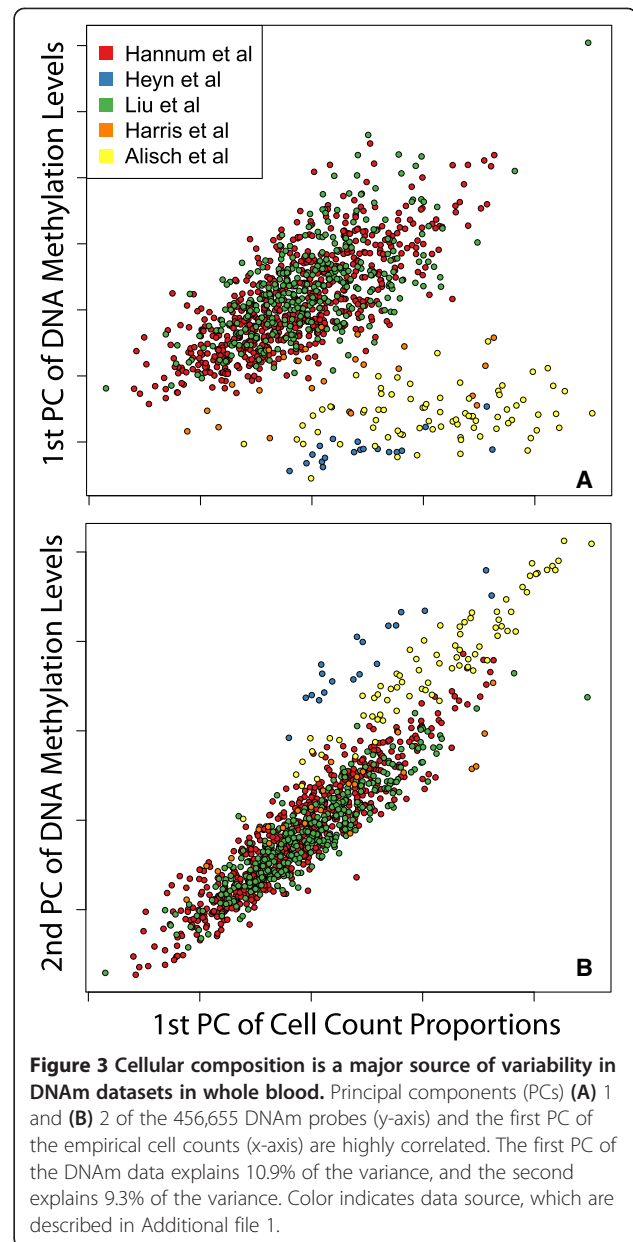 Hannum et al
Heyn et al
Liu et al
Harris et al
Alisch et al
1st PC of DNA Methylation Levels
A
2nd PC of DNA Methylation Levels
B
1st PC of Cell Count Proportions
Figure 3 Cellular composition is a major source of variability in
DNAm datasets in whole blood. Principal components (PCs) (A) 1
and (B) 2 of the 456,655 DNAm probes (y-axis) and the first PC of
the empirical cell counts (x-axis) are highly correlated. The first PC of
the DNAm data explains 10.9% of the variance, and the second
explains 9.3% of the variance. Color indicates data source, which are
described in Additional file 1.